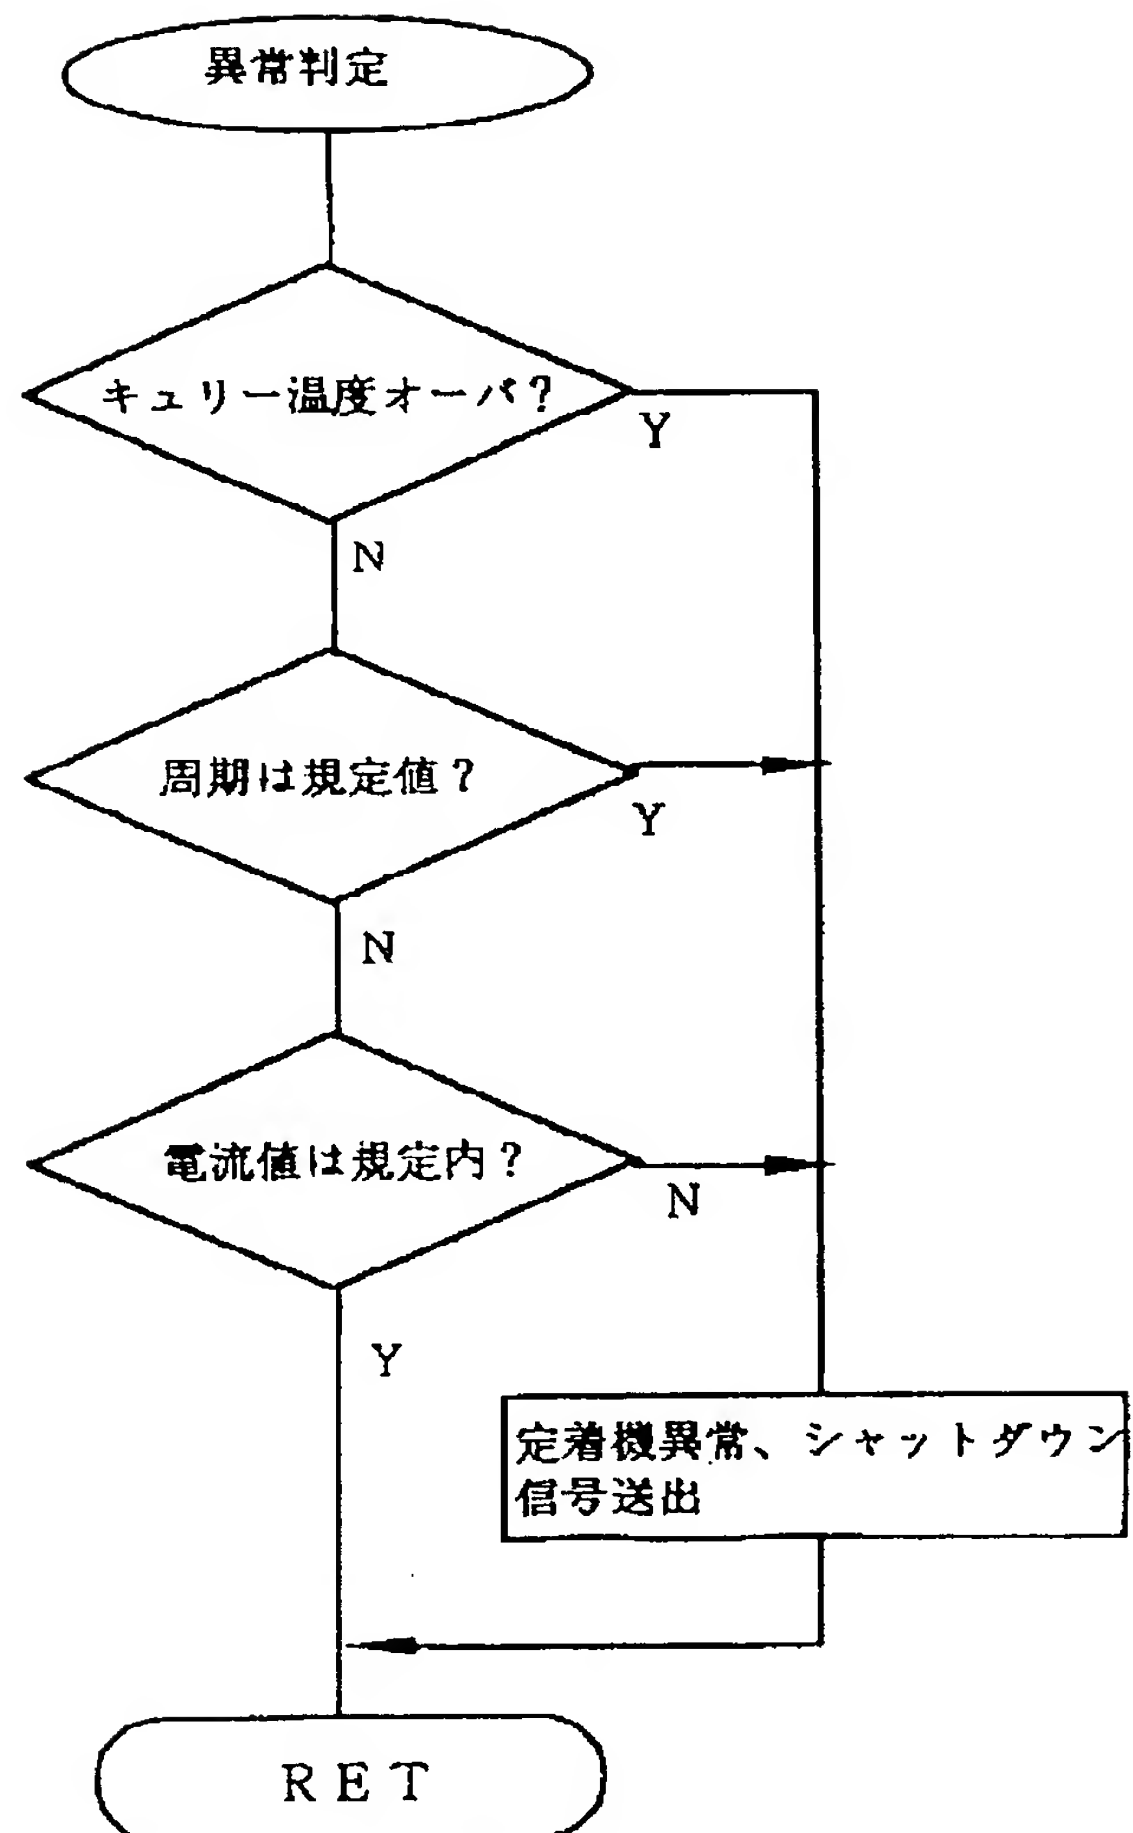 異常判定
キュリー温度オーバ?
Y
N
周期は規定値?
Y
N
電流値は規定内?
N
Y
定着機異常、シャットダウン
信号送出
RET